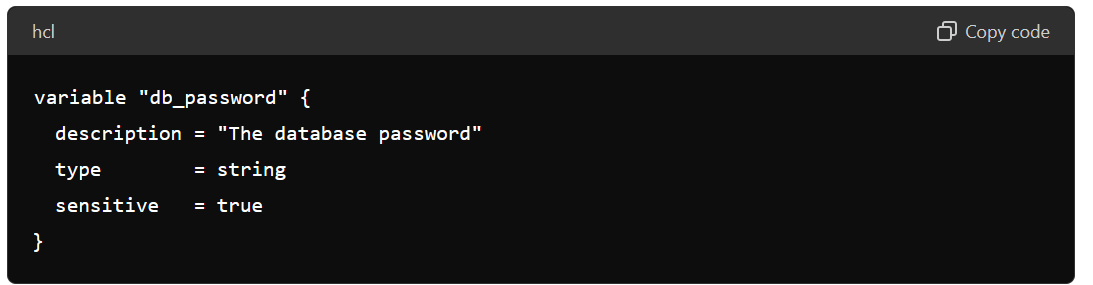 hcl
Copy code
variable "db_password" {
  description = "The database password"
  type        = string
  sensitive   = true
}